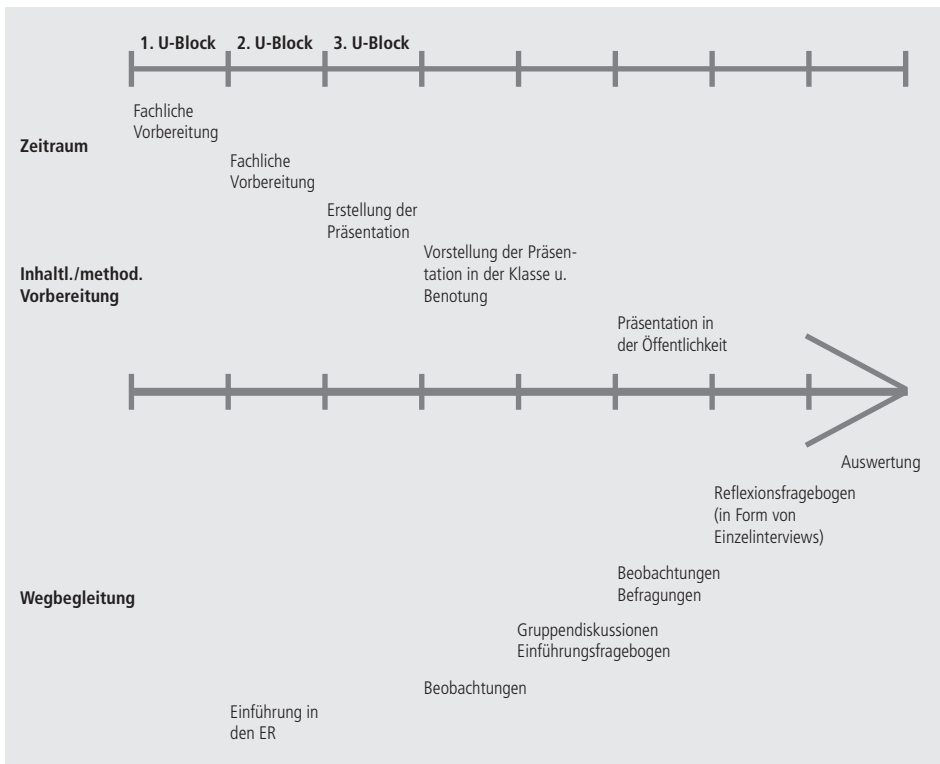 1. U-Block 2. U-Block 3. U-Block
Fachliche
Vorbereitung
Zeitraum
Fachliche
Vorbereitung
Erstellung der
Präsentation
Vorstellung der Präsen-
tation in der Klasse u.
Benotung
Inhaltl./method.
Vorbereitung
Präsentation in
der Öffentlichkeit
Auswertung
Reflexionsfragebogen
(in Form von
Einzelinterviews)
Beobachtungen
Befragungen
Wegbegleitung
Gruppendiskussionen
Einführungsfragebogen
Beobachtungen
Einführung in
den ER